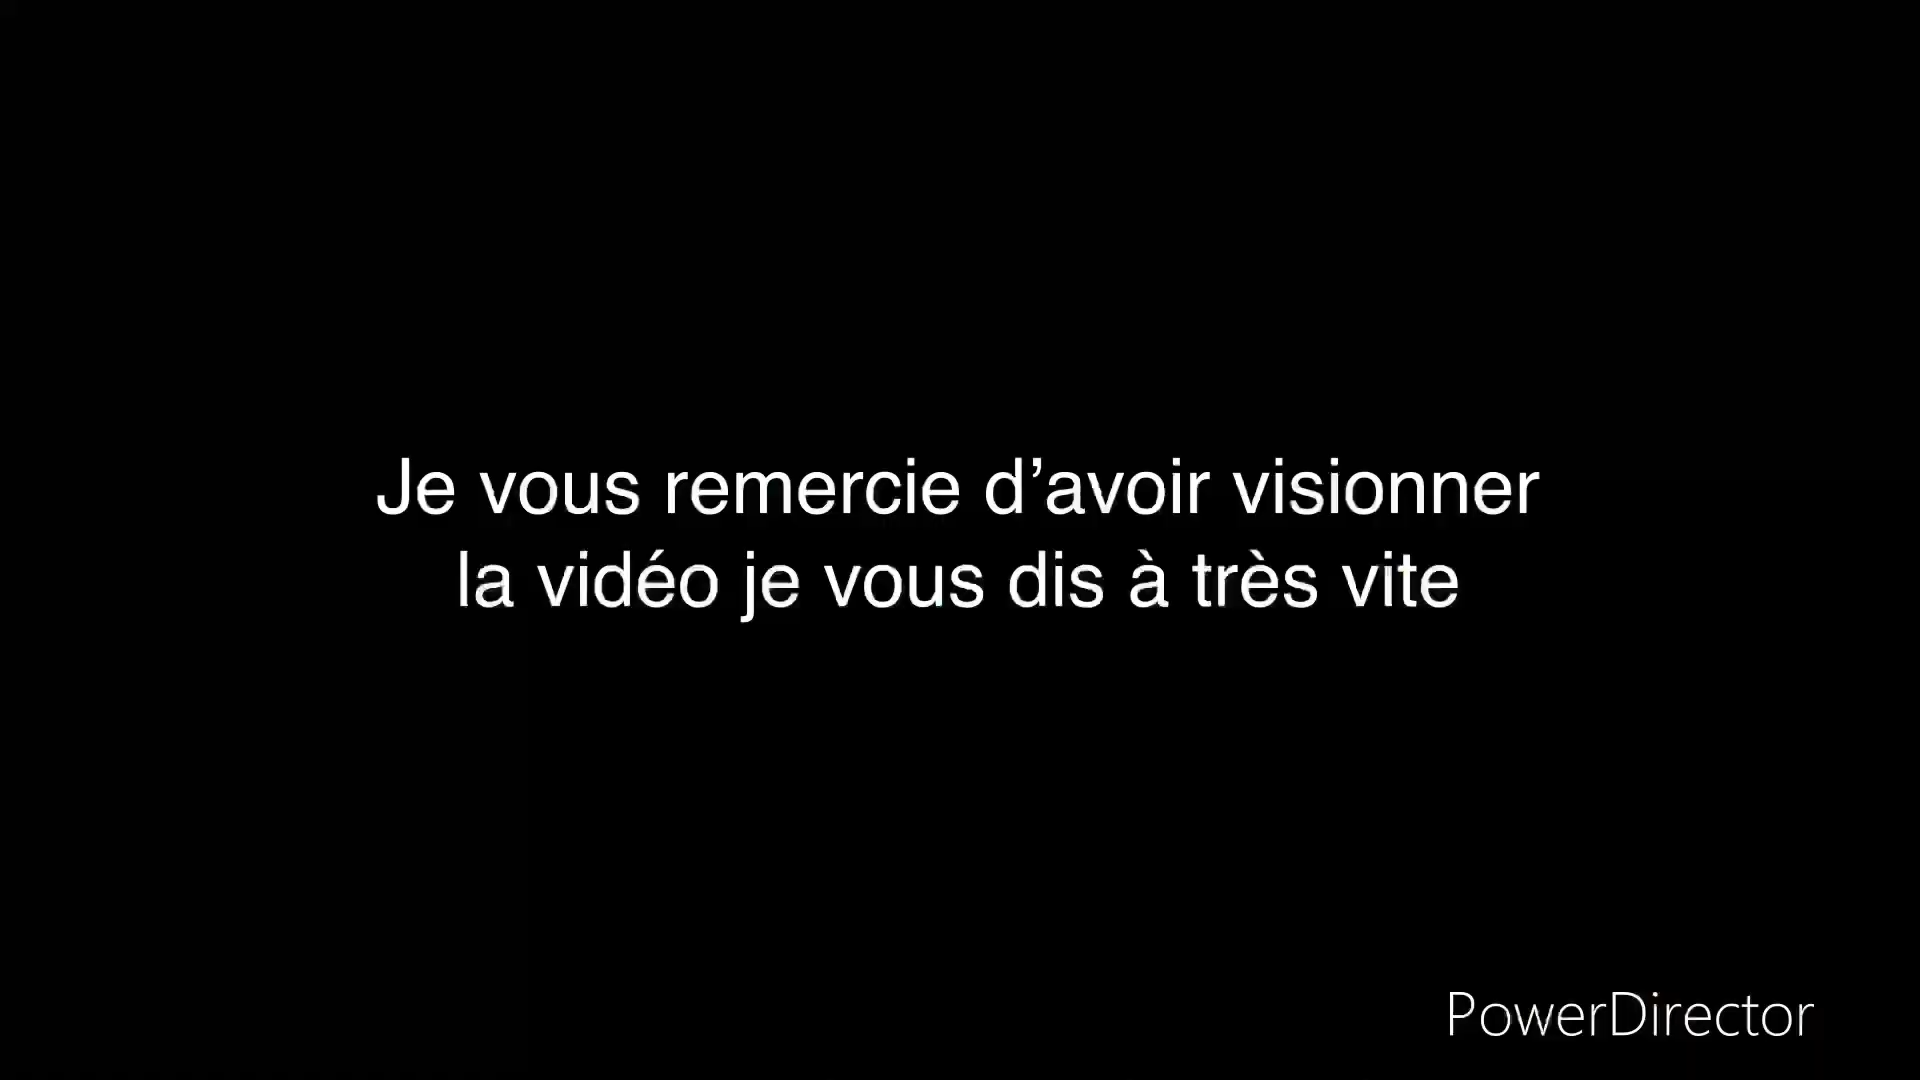 Je vous remercie d’avoir visionner
la vidéo je vous dis à très vite
PowerDirector